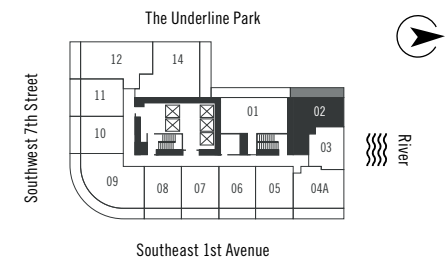 The Underline Park
Southwest 7th Street
12
14
11
10
01
02
03
River
09
08
07
06
05
04A
Southeast 1st Avenue